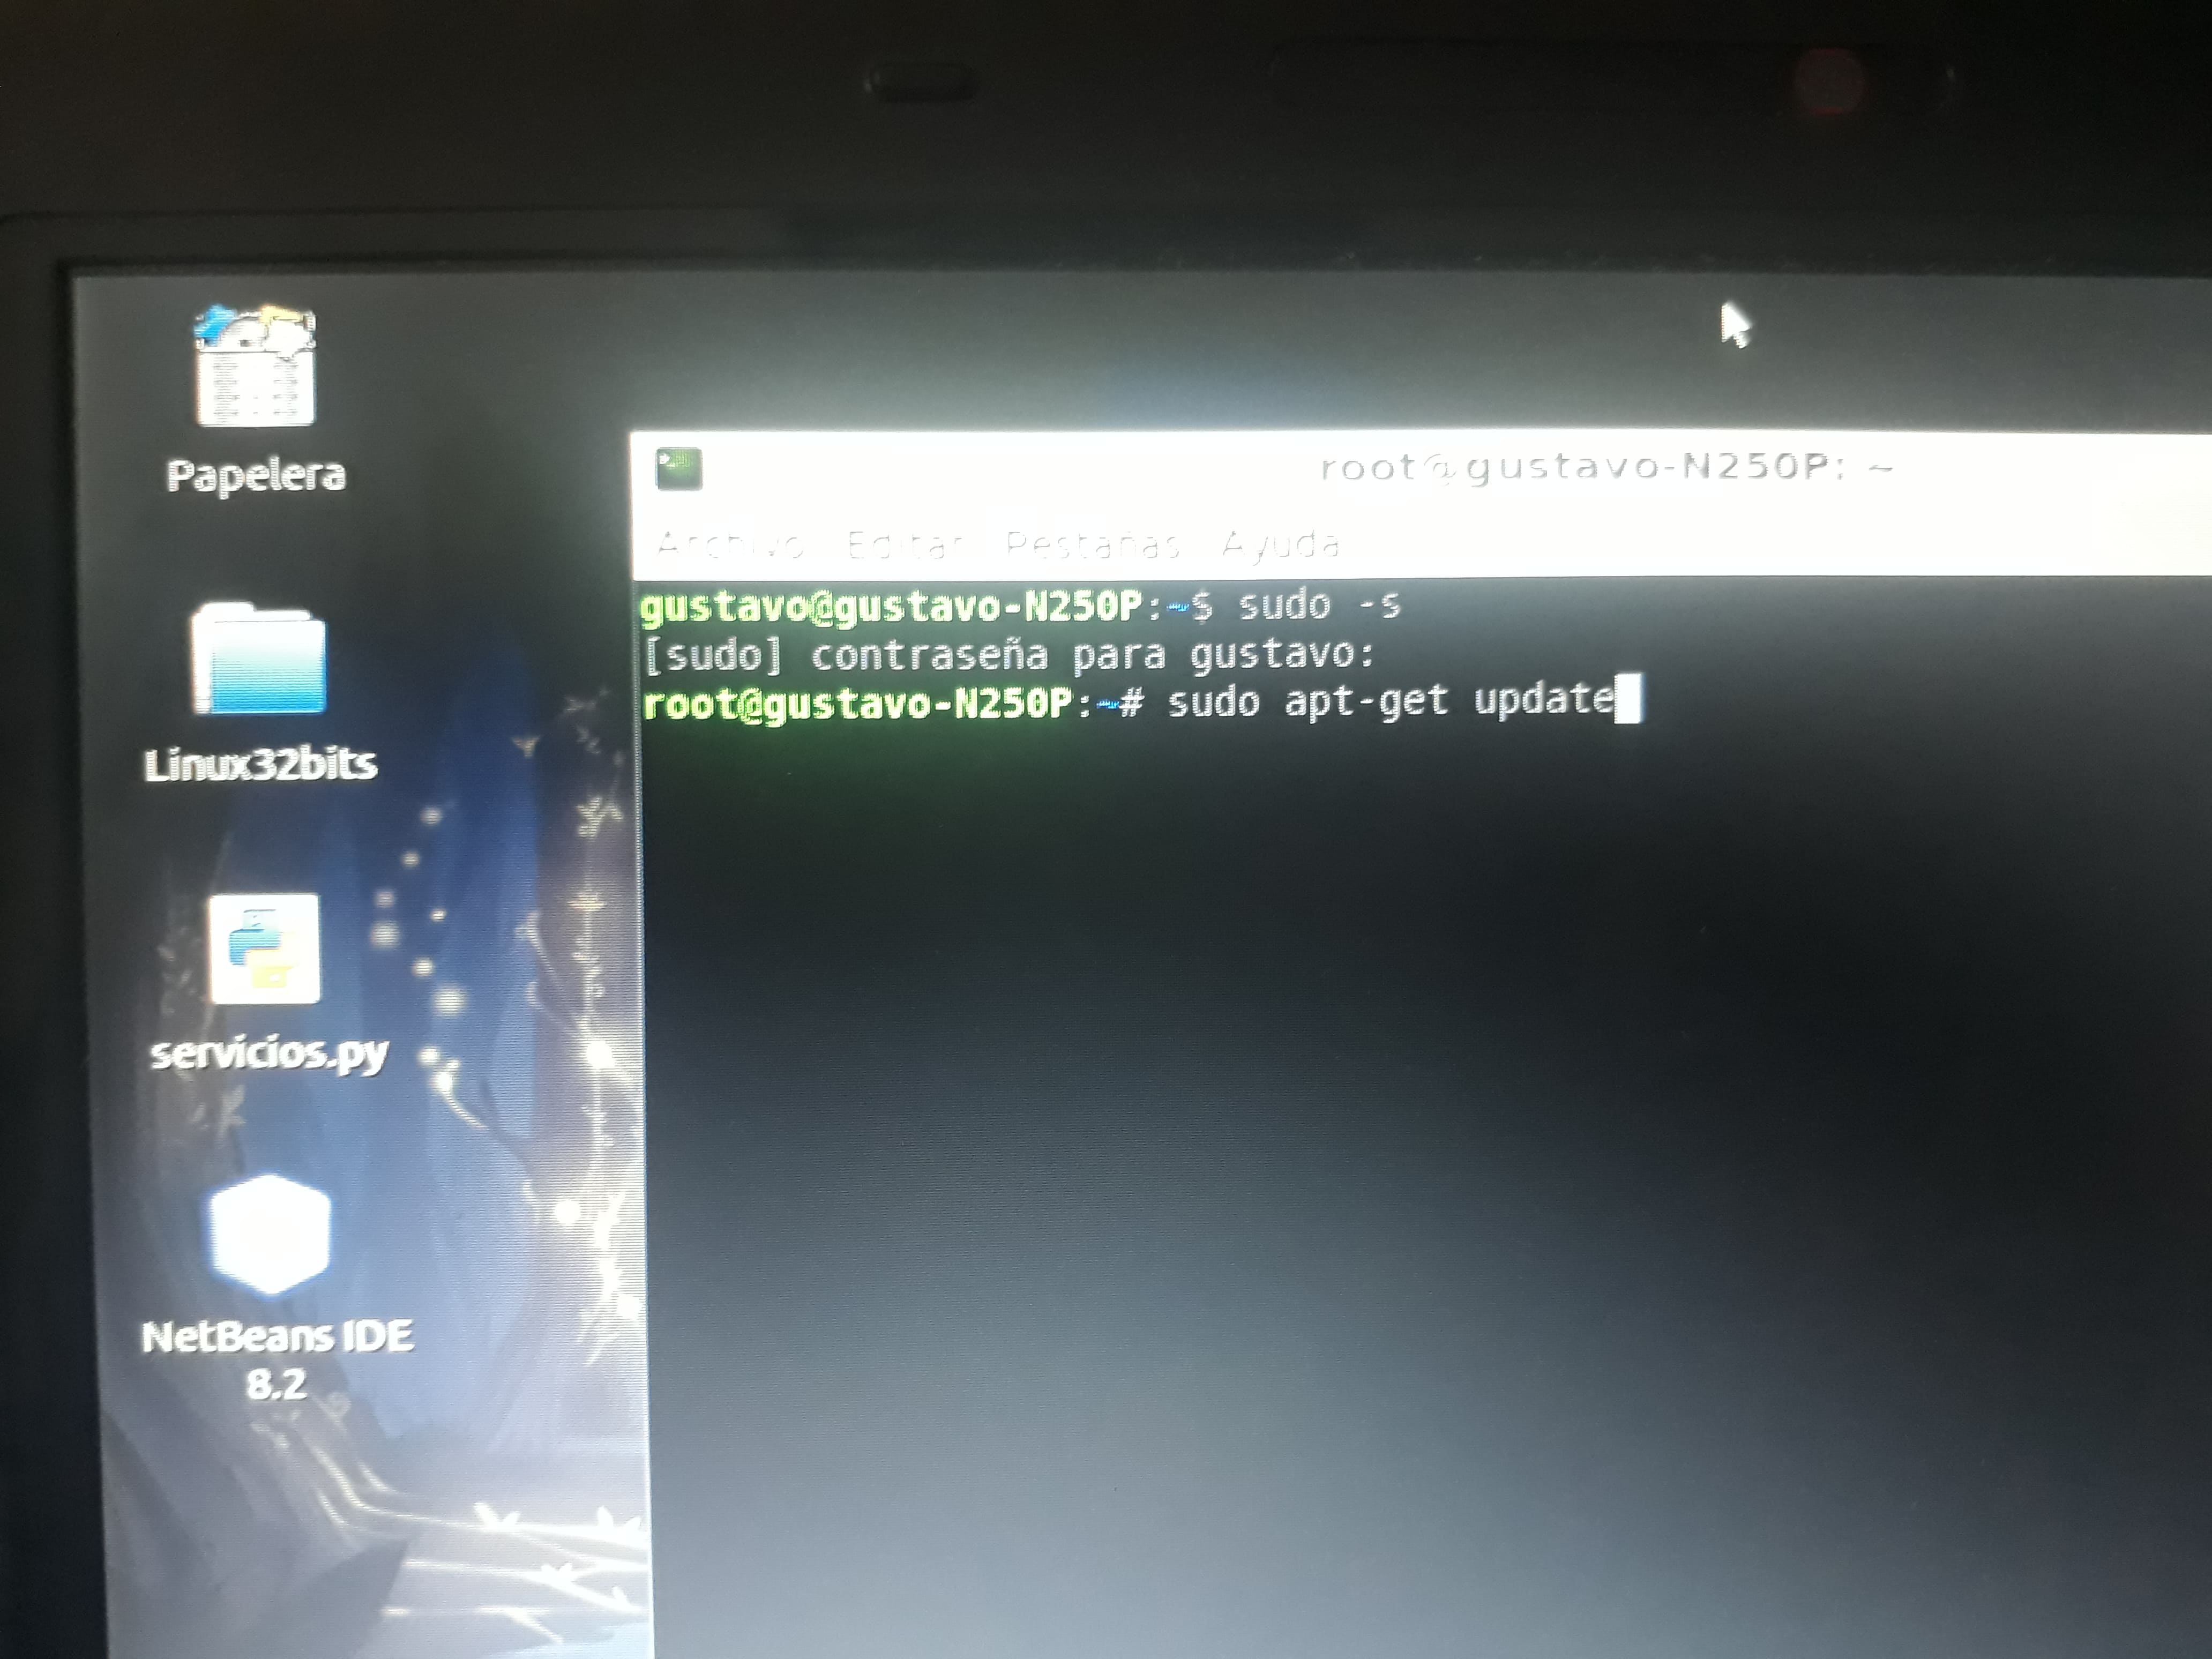 Papelera
Linux32bits
servicios.py
NetBeans IDE
8.2
root@gustavo-N250P: ~
Archivo Editar Pestañas Ayuda
gustavo@gustavo-N250P:~$ sudo -s
[sudo] contraseña para gustavo:
root@gustavo-N250P:~# sudo apt-get update